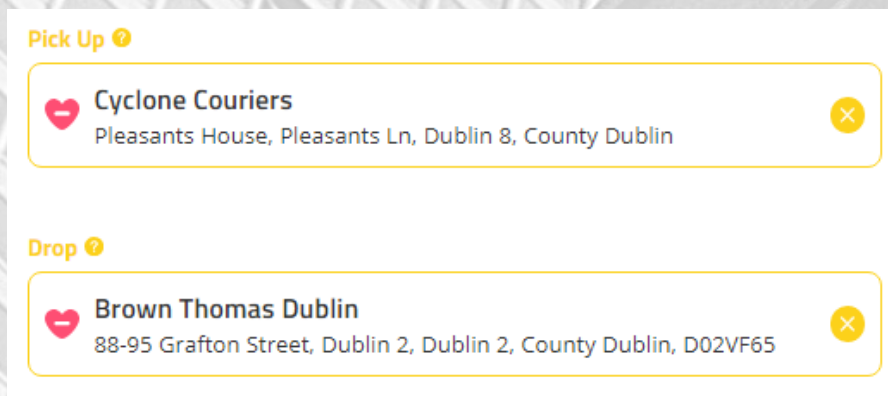 Pick Up ?
Cyclone Couriers
Pleasants House, Pleasants Ln, Dublin 8, County Dublin
Drop ?
Brown Thomas Dublin
88-95 Grafton Street, Dublin 2, Dublin 2, County Dublin, D02VF65